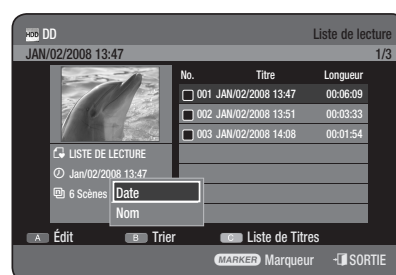 HDD DD Liste de lecture
JAN/02/2008 13:47 1/3
No. Titre Longueur
001 JAN/02/2008 13:47 00:06:09
002 JAN/02/2008 13:51 00:03:33
003 JAN/02/2008 14:08 00:01:54
LISTE DE LECTURE
Jan/02/2008 13:47
6 Scènes
Date
Nom
A Édit B Trier C Liste de Titres
MARKER Marqueur SORTIE